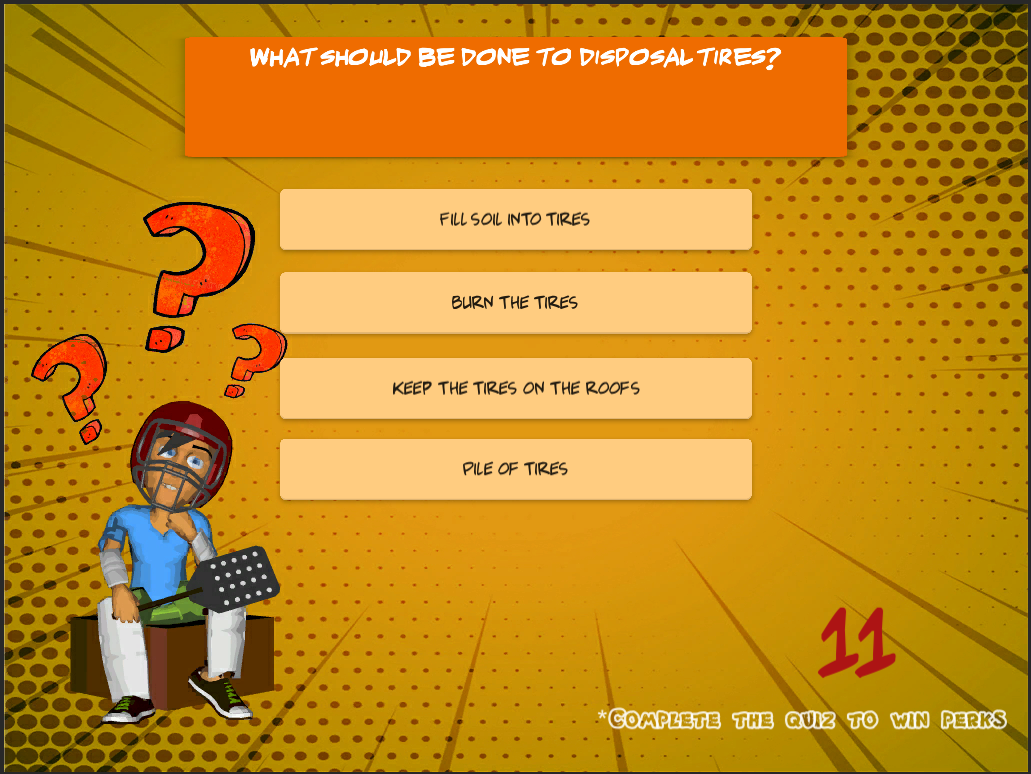 WHAT SHOULD BE DONE TO DISPOSAL TIRES?
FILL SOIL INTO TIRES
BURN THE TIRES
KEEP THE TIRES ON THE ROOFS
PILE OF TIRES
11
*COMPLETE THE QUIZ TO WIN PERKS